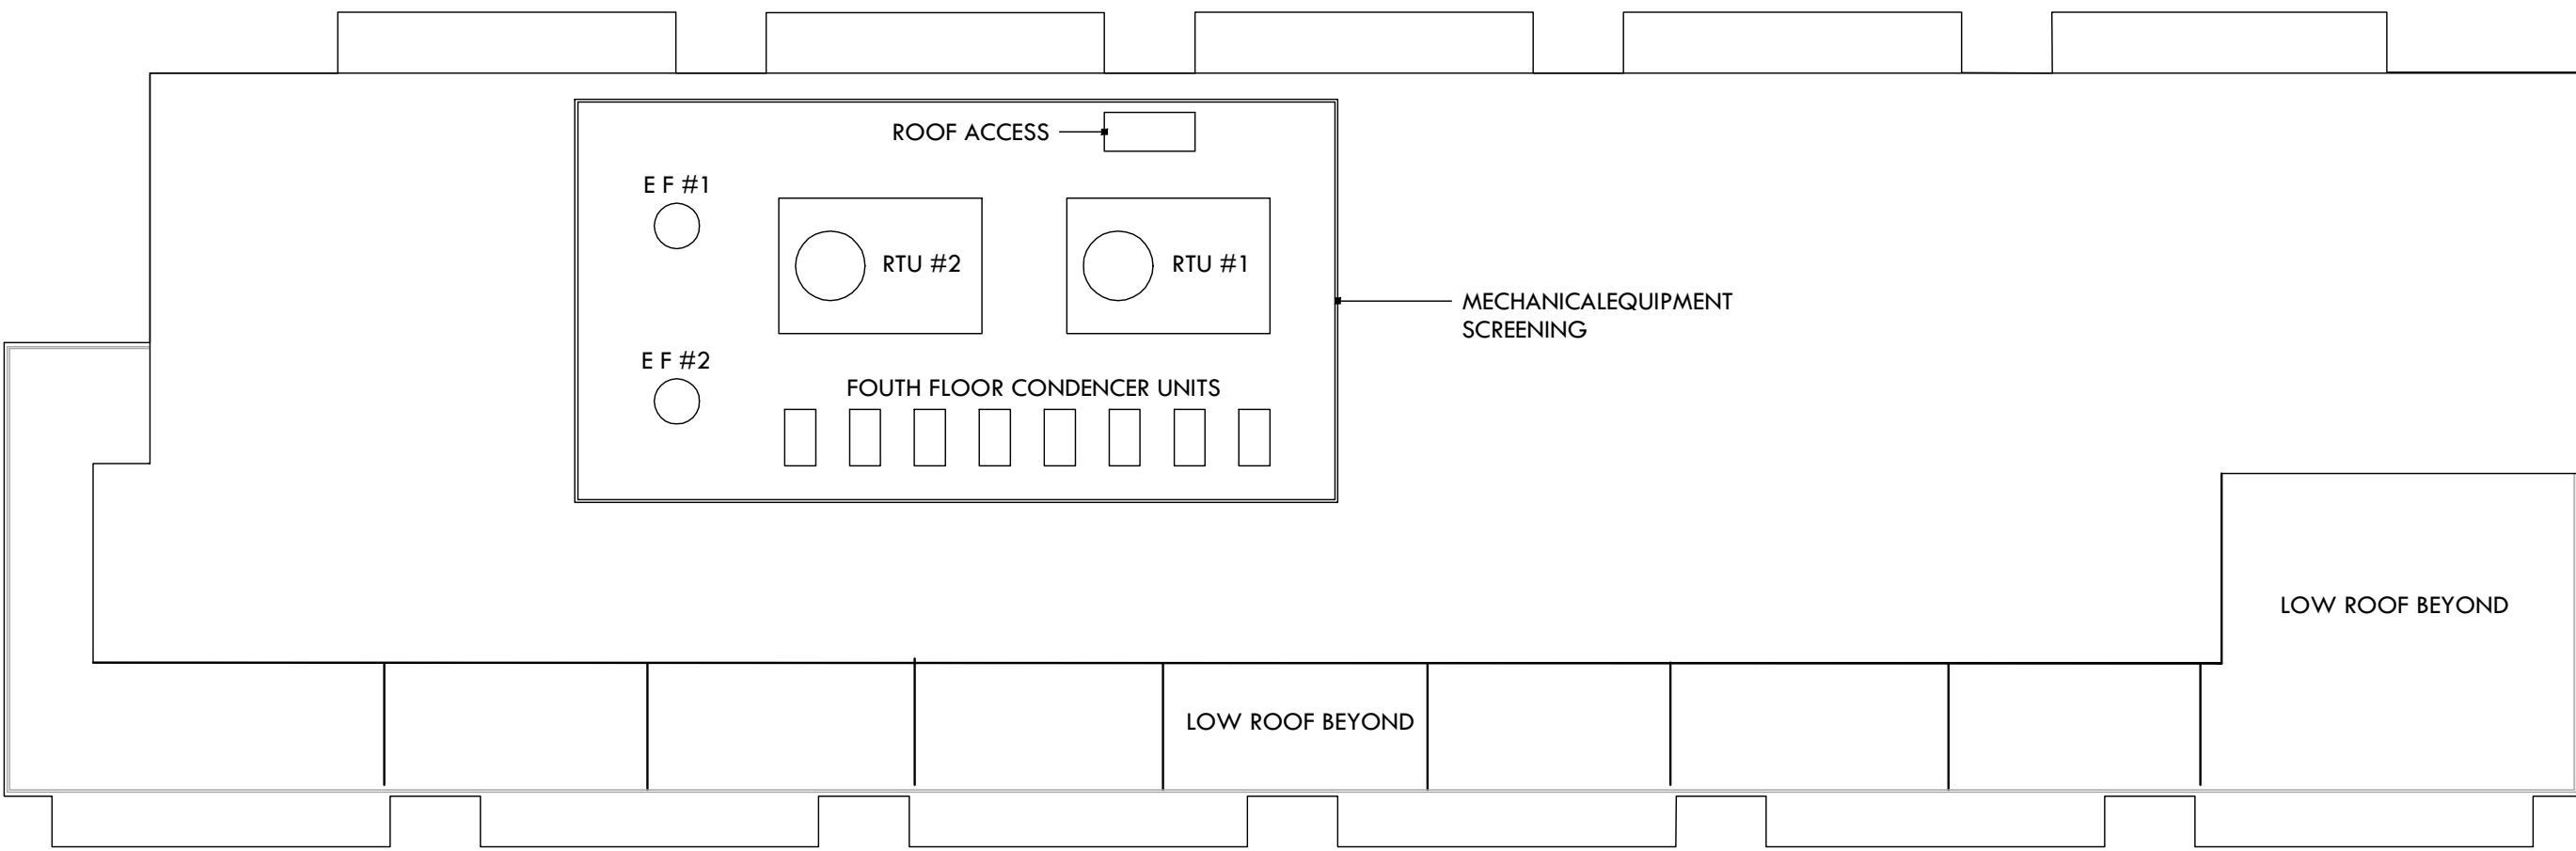 ROOF ACCESS
E F #1
RTU #2
RTU #1
MECHANICALEQUIPMENT
SCREENING
E F #2
FOUTH FLOOR CONDENCER UNITS
LOW ROOF BEYOND
LOW ROOF BEYOND